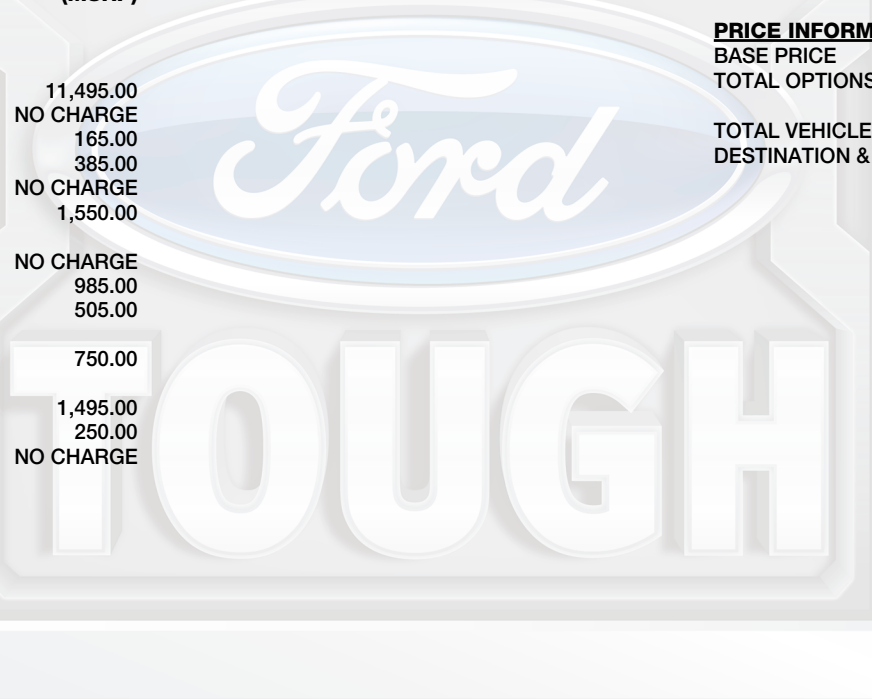 PRICE INFORM
BASE PRICE
TOTAL OPTIONS
TOTAL VEHICLE
DESTINATION &
11,495.00
NO CHARGE
165.00
385.00
NO CHARGE
1,550.00
NO CHARGE
985.00
505.00
750.00
1,495.00
250.00
NO CHARGE
Ford
TOUGH